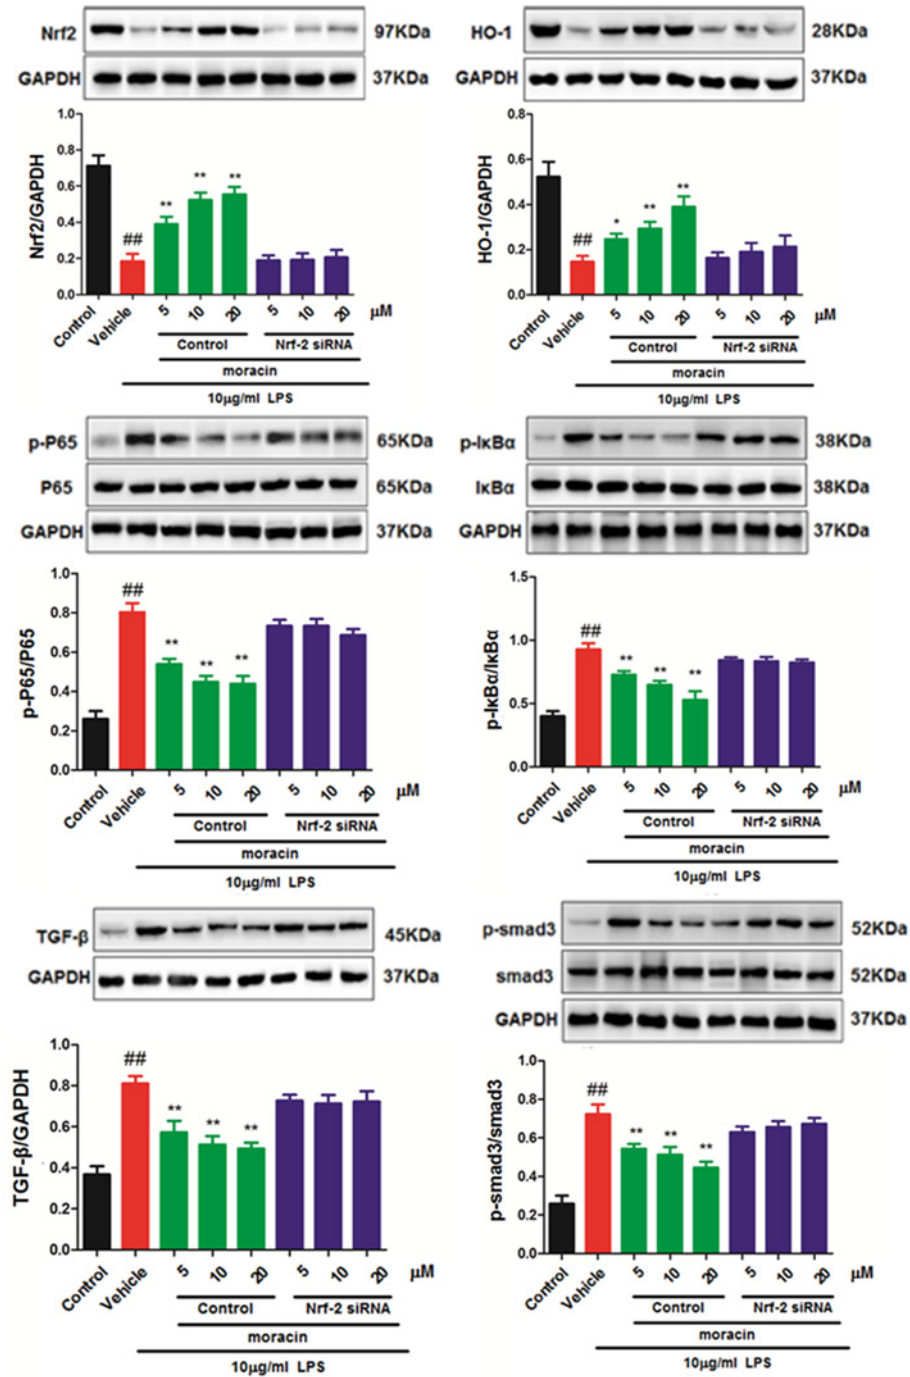 Nrf2 97KDa
GAPDH 37KDa
Nrf2/GAPDH
1.0
0.8
0.6
0.4
0.2
0.0
##
** ** **
Control Vehicle 5 10 20 5 10 20 μM
Control Nrf-2 siRNA
moracin
10μg/ml LPS
HO-1 28KDa
GAPDH 37KDa
HO-1/GAPDH
0.8
0.6
0.4
0.2
0.0
##
* ** **
Control Vehicle 5 10 20 5 10 20 μM
Control Nrf-2 siRNA
moracin
10μg/ml LPS
p-P65 65KDa
P65 65KDa
GAPDH 37KDa
p-P65/P65
1.0
0.8
0.6
0.4
0.2
0.0
##
** ** **
Control Vehicle 5 10 20 5 10 20 μM
Control Nrf-2 siRNA
moracin
10μg/ml LPS
p-IκBα 38KDa
IκBα 38KDa
GAPDH 37KDa
p-IκBα/IκBα
1.5
1.0
0.5
0.0
##
** ** **
Control Vehicle 5 10 20 5 10 20 μM
Control Nrf-2 siRNA
moracin
10μg/ml LPS
TGF-β 45KDa
GAPDH 37KDa
TGF-β/GAPDH
1.0
0.8
0.6
0.4
0.2
0.0
##
** ** **
Control Vehicle 5 10 20 5 10 20 μM
Control Nrf-2 siRNA
moracin
10μg/ml LPS
p-smad3 52KDa
smad3 52KDa
GAPDH 37KDa
p-smad3/smad3
1.0
0.8
0.6
0.4
0.2
0.0
##
** ** **
Control Vehicle 5 10 20 5 10 20 μM
Control Nrf-2 siRNA
moracin
10μg/ml LPS